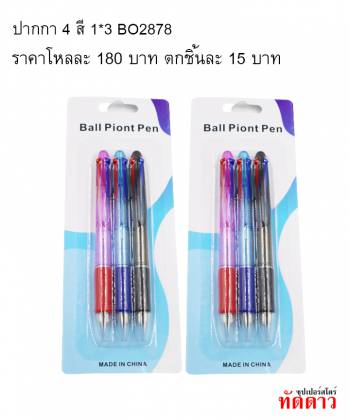 ปากกา 4 สี 1*3 BO2878
ราคาโหลละ 180 บาท ตกชิ้นละ 15 บาท
Ball Piont Pen
Ball Piont Pen
MADE IN CHINA
MADE IN CHINA
ซุปเปอร์สโตร์
ทัดดาว